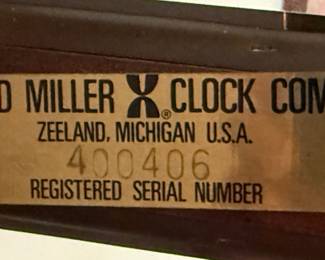 D MILLER ® CLOCK COM
ZEELAND, MICHIGAN U.S.A.
400406
REGISTERED SERIAL NUMBER